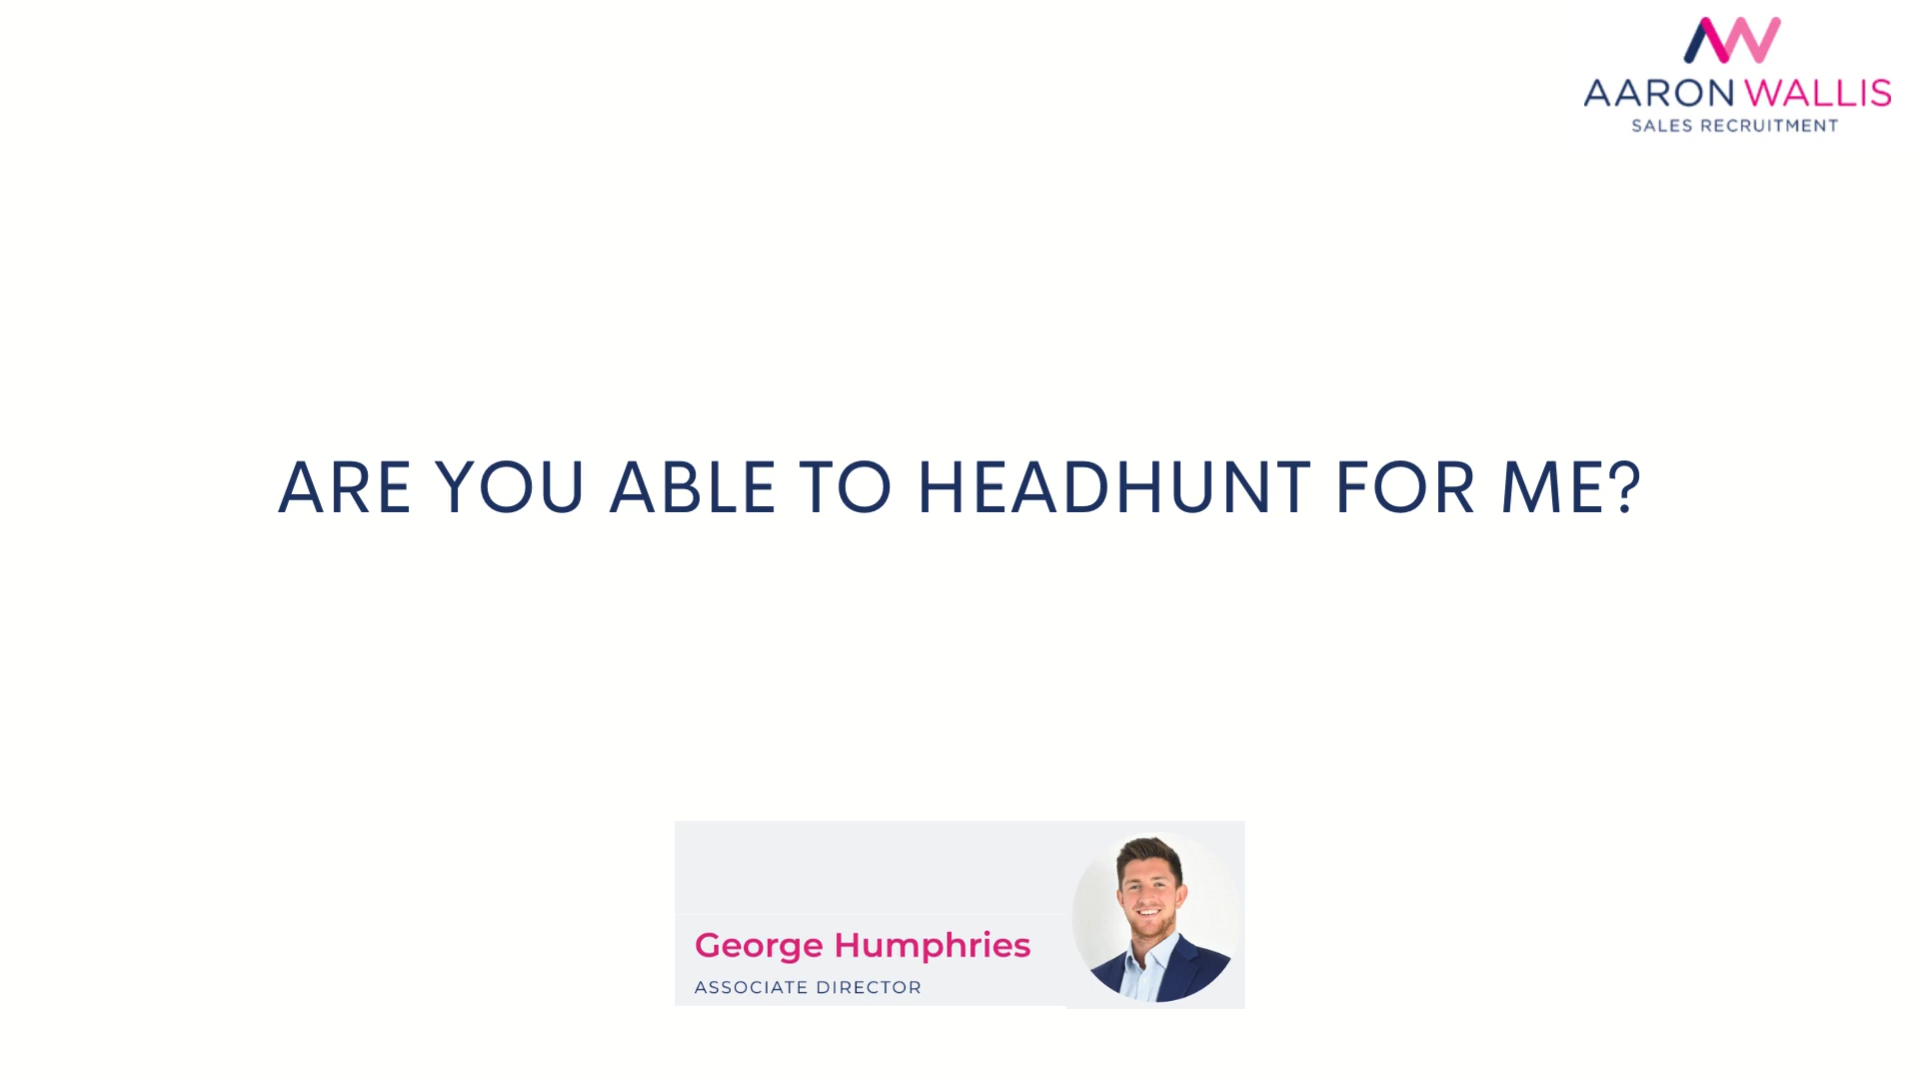 AARON WALLIS
SALES RECRUITMENT
ARE YOU ABLE TO HEADHUNT FOR ME?
George Humphries
ASSOCIATE DIRECTOR